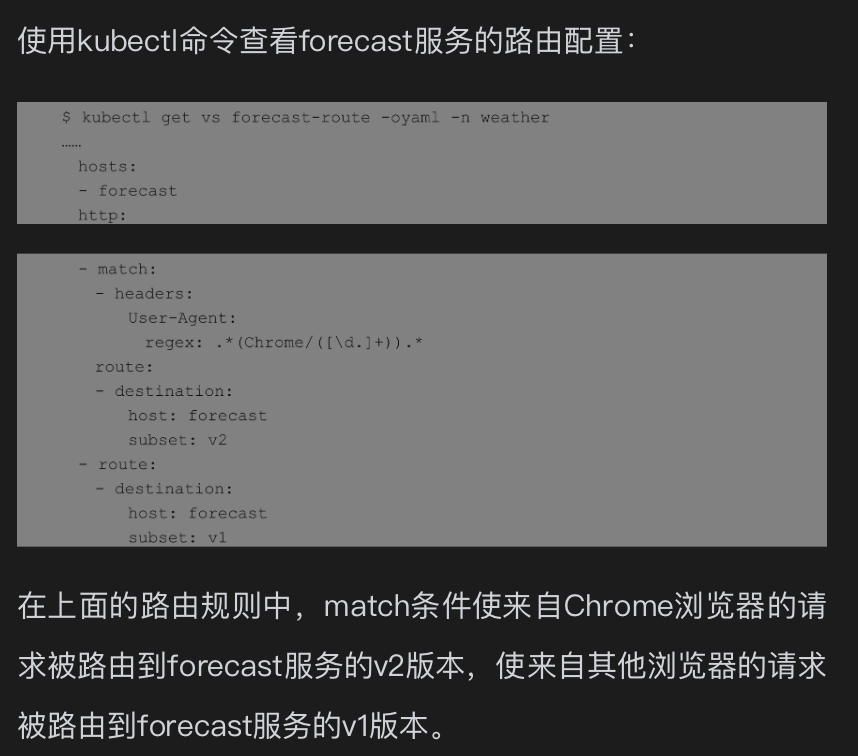 使用kubectl命令查看forecast服务的路由配置：
$ kubectl get vs forecast-route -oyaml -n weather
……
hosts:
- forecast
http:
- match:
- headers:
User-Agent:
regex: .*(Chrome/([\d.]+)).*
route:
- destination:
host: forecast
subset: v2
- route:
- destination:
host: forecast
subset: v1
在上面的路由规则中，match条件使来自Chrome浏览器的请
求被路由到forecast服务的v2版本，使来自其他浏览器的请求
被路由到forecast服务的v1版本。